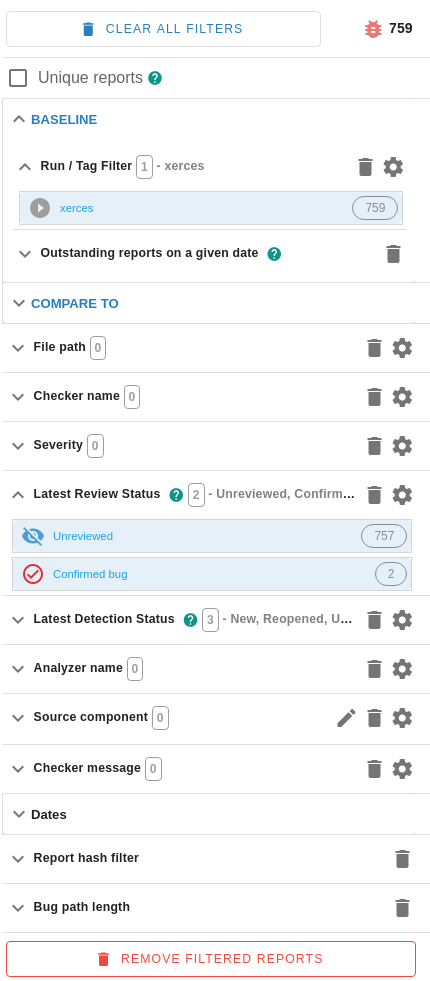 CLEAR ALL FILTERS 759
Unique reports ?
BASELINE
Run / Tag Filter 1 - xerces
xerces 759
Outstanding reports on a given date ?
COMPARE TO
File path 0
Checker name 0
Severity 0
Latest Review Status ? 2 - Unreviewed, Confirm...
Unreviewed 757
Confirmed bug 2
Latest Detection Status ? 3 - New, Reopened, U...
Analyzer name 0
Source component 0
Checker message 0
Dates
Report hash filter
Bug path length
REMOVE FILTERED REPORTS